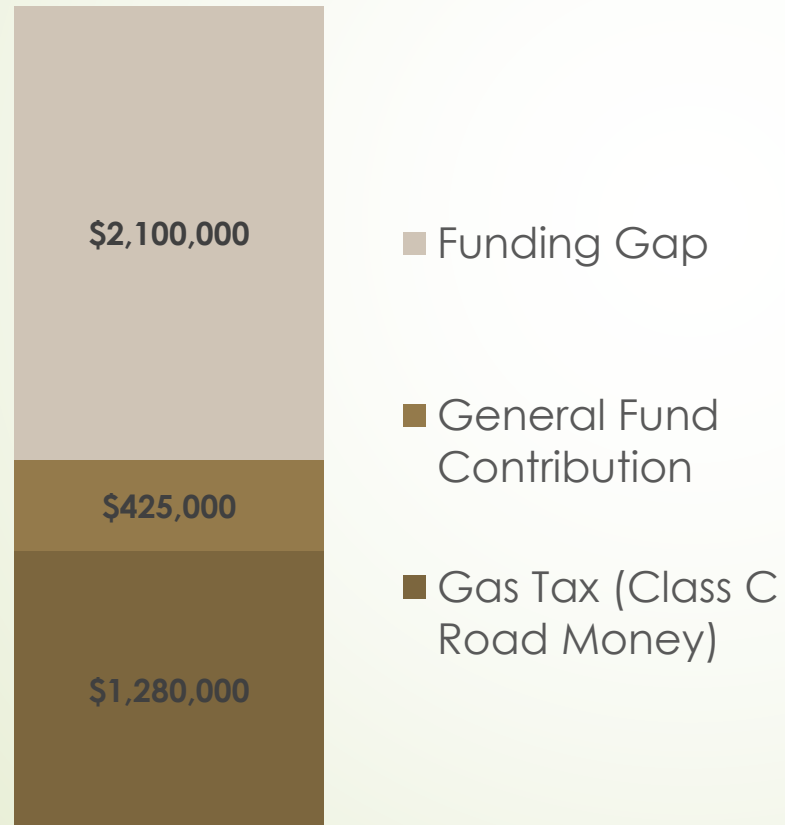 $2,100,000
$425,000
$1,280,000
Funding Gap
General Fund
Contribution
Gas Tax (Class C
Road Money)